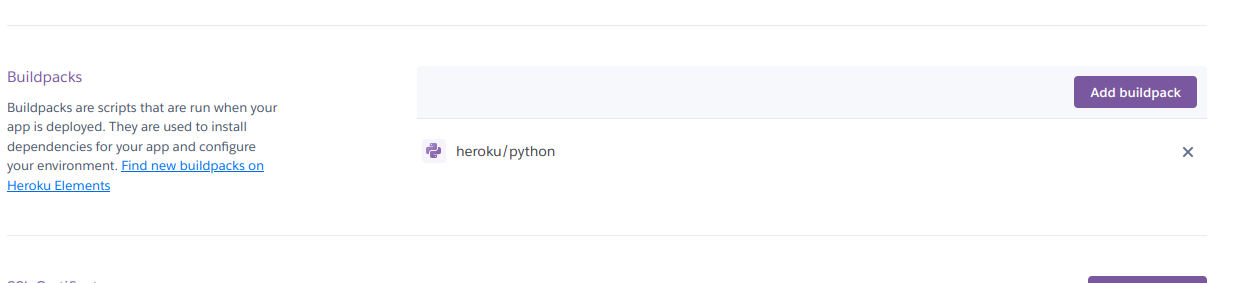 Buildpacks
Add buildpack
Buildpacks are scripts that are run when your
app is deployed. They are used to install
dependencies for your app and configure
your environment. Find new buildpacks on
Heroku Elements
heroku/python